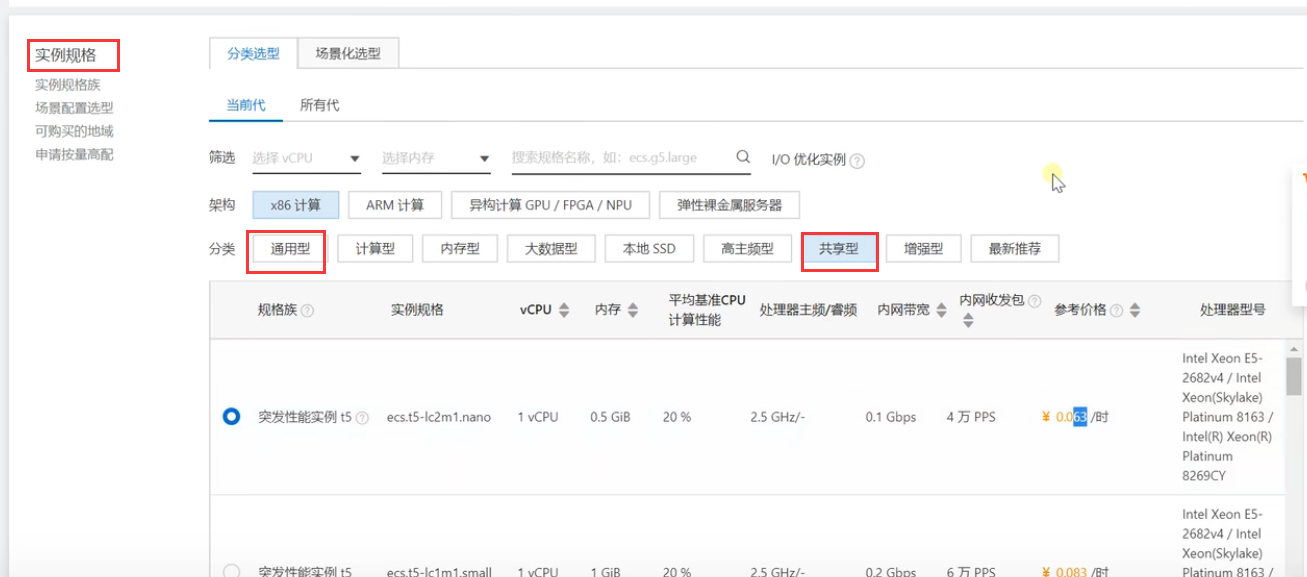 实例规格
实例规格族
场景配置选型
可购买的地域
申请按量高配
分类选型 场景化选型
当前代 所有代
筛选 选择 vCPU 选择内存 搜索规格名称，如：ecs.g5.large I/O 优化实例 ?
架构 x86 计算 ARM 计算 异构计算 GPU / FPGA / NPU 弹性裸金属服务器
分类 通用型 计算型 内存型 大数据型 本地 SSD 高主频型 共享型 增强型 最新推荐
规格族 ? 实例规格 vCPU 内存 平均基准CPU 计算性能 处理器主频/睿频 内网带宽 内网收发包 ? 参考价格 ? 处理器型号
突发性能实例 t5 ? ecs.t5-lc2m1.nano 1 vCPU 0.5 GiB 20 % 2.5 GHz/- 0.1 Gbps 4 万 PPS ¥ 0.063 /时
Intel Xeon E5-
2682v4 / Intel
Xeon(Skylake)
Platinum 8163 /
Intel(R) Xeon(R)
Platinum
8269CY
突发性能实例 t5 ecs.t5-lc1m1.small 1 vCPU 1 GiB 20 % 2.5 GHz/- 0.2 Gbps 6 万 PPS ¥ 0.083 /时
Intel Xeon E5-
2682v4 / Intel
Xeon(Skylake)
Platinum 8163 /